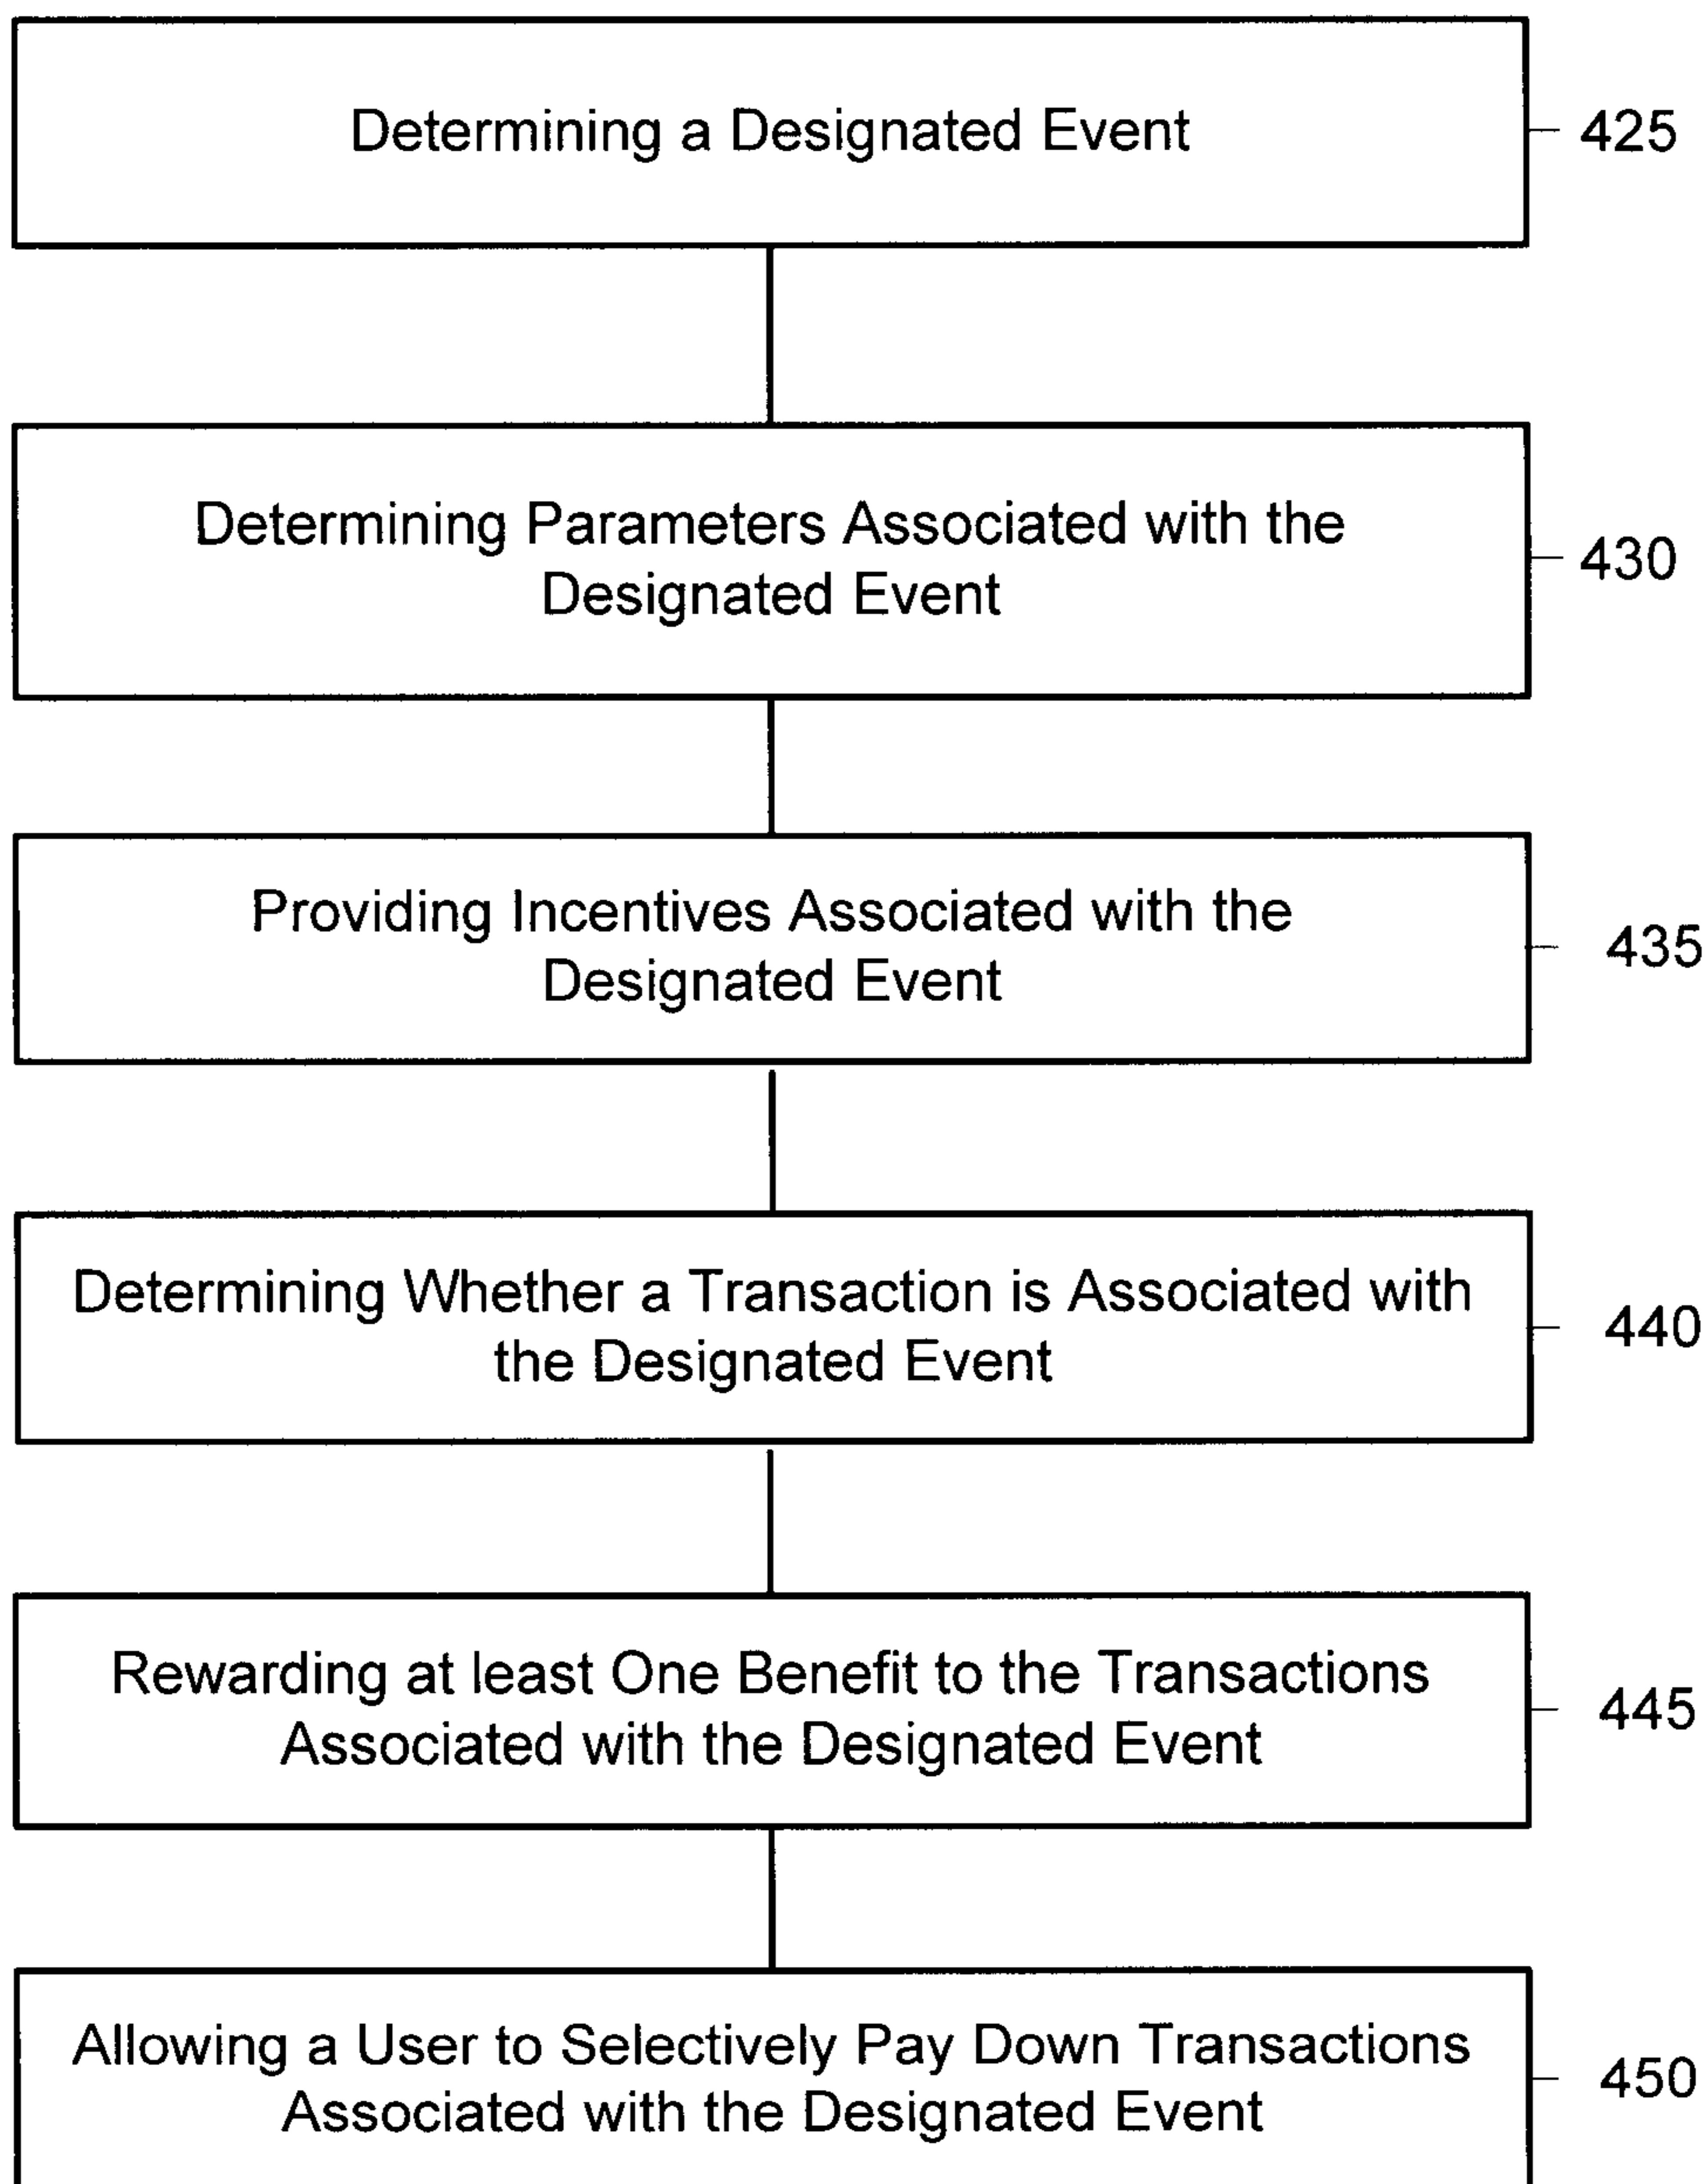 Determining a Designated Event
425
Determining Parameters Associated with the
Designated Event
430
Providing Incentives Associated with the
Designated Event
435
Determining Whether a Transaction is Associated with
the Designated Event
440
Rewarding at least One Benefit to the Transactions
Associated with the Designated Event
445
Allowing a User to Selectively Pay Down Transactions
Associated with the Designated Event
450